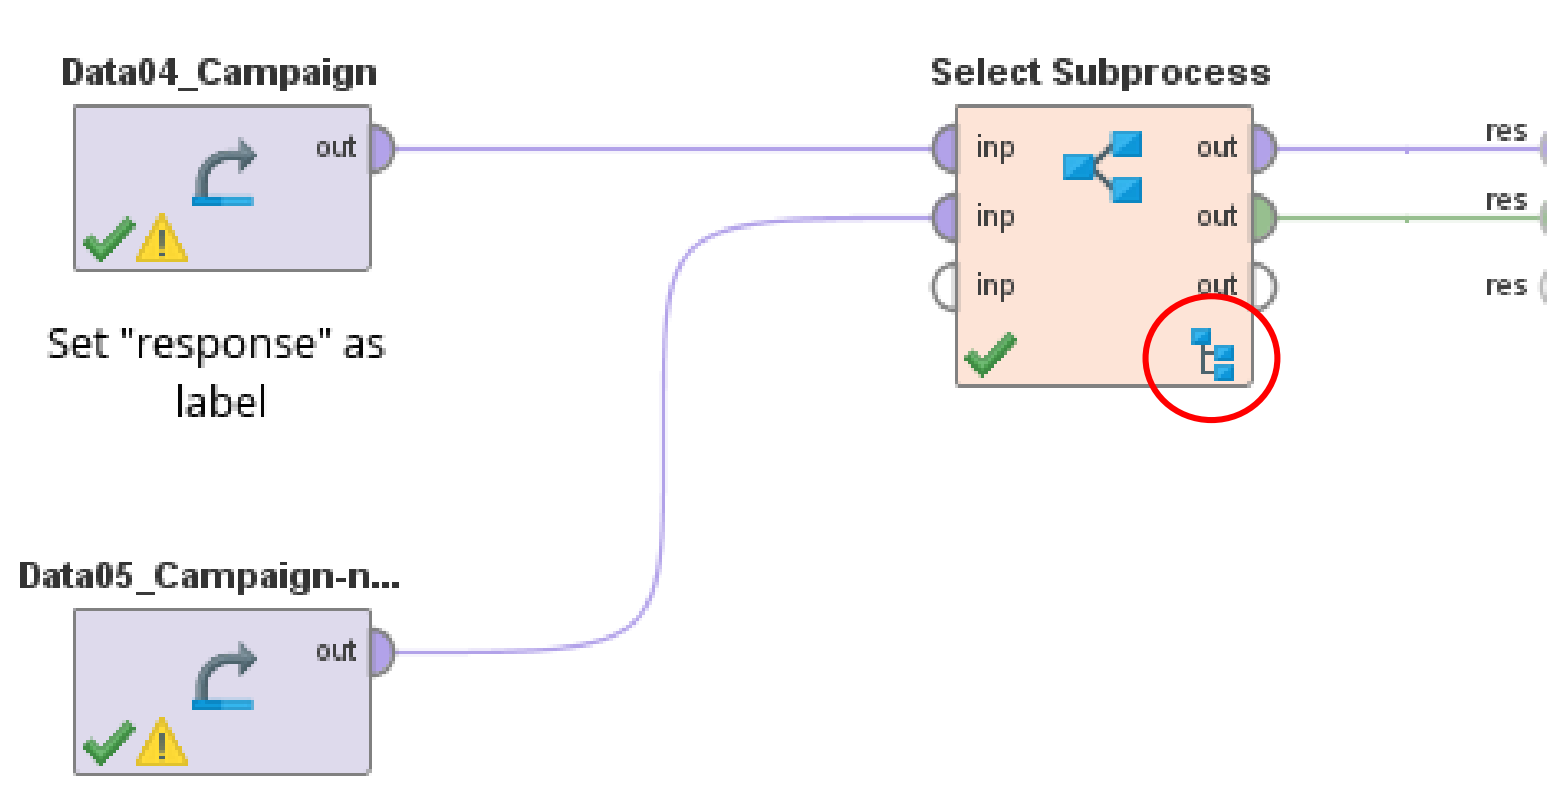 Data04_Campaign
out
Set "response" as
label
Data05_Campaign-n...
out
Select Subprocess
inp
out
inp
out
inp
out
res
res
res